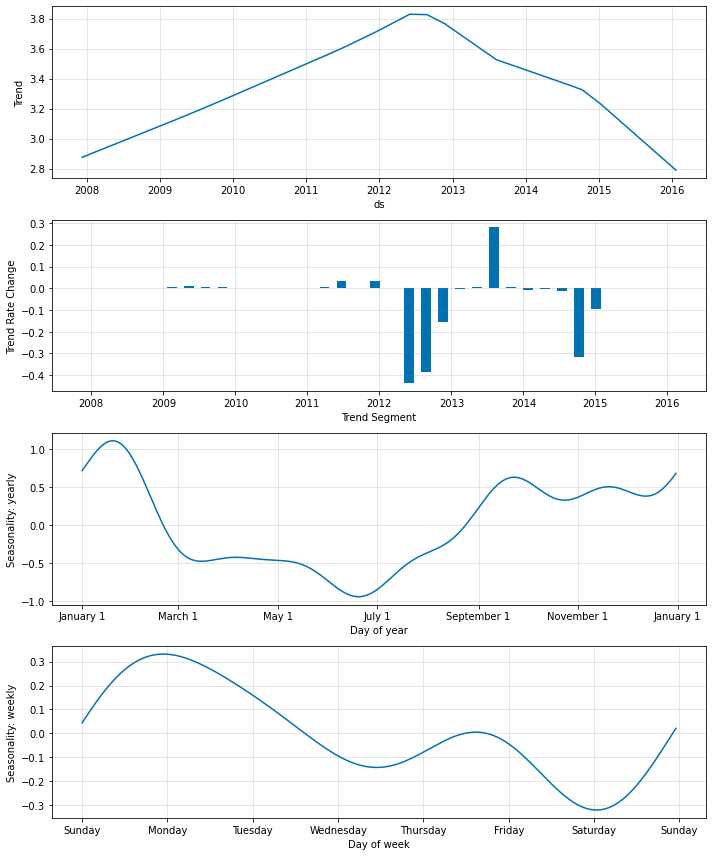 Trend
3.8
3.6
3.4
3.2
3.0
2.8
2008 2009 2010 2011 2012 2013 2014 2015 2016
ds
Trend Rate Change
0.3
0.2
0.1
0.0
−0.1
−0.2
−0.3
−0.4
2008 2009 2010 2011 2012 2013 2014 2015 2016
Trend Segment
Seasonality: yearly
1.0
0.5
0.0
−0.5
−1.0
January 1 March 1 May 1 July 1 September 1 November 1 January 1
Day of year
Seasonality: weekly
0.3
0.2
0.1
0.0
−0.1
−0.2
−0.3
Sunday Monday Tuesday Wednesday Thursday Friday Saturday Sunday
Day of week